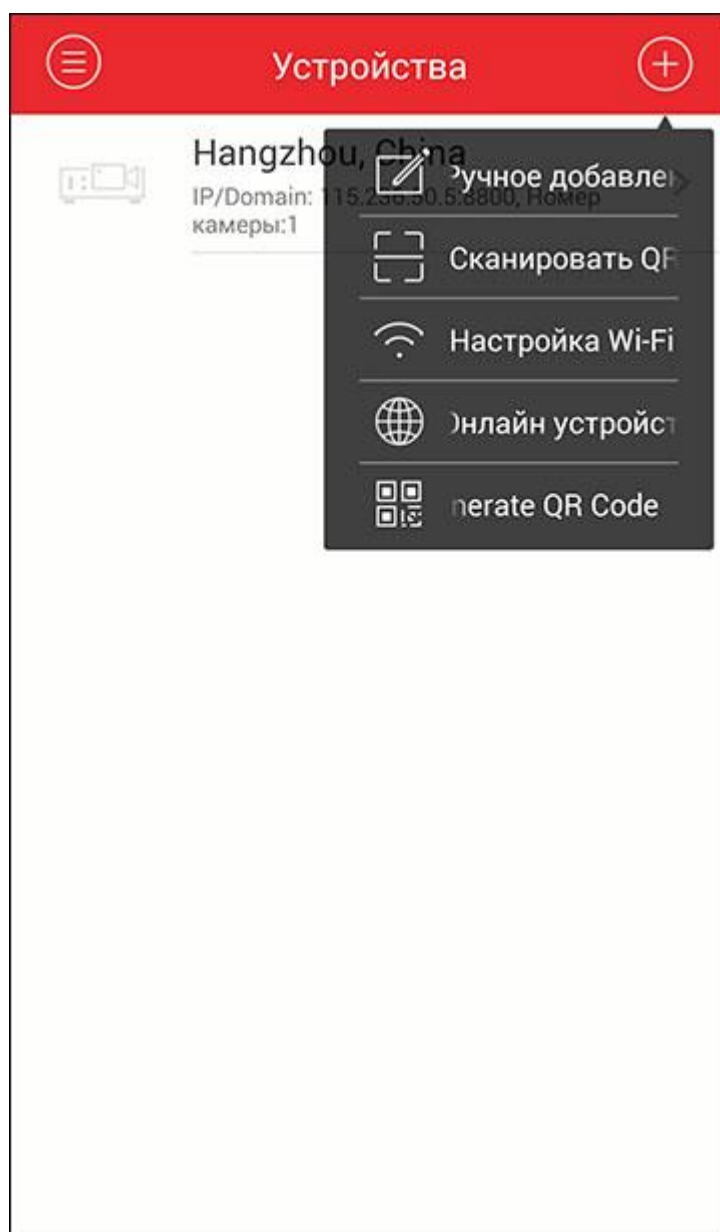 Устройства
Hangzhou, China
IP/Domain: 115.236.50.5:8800, Номер
камеры:1
Ручное добавле
Сканировать QR
Настройка Wi-Fi
Онлайн устройст
nerate QR Code